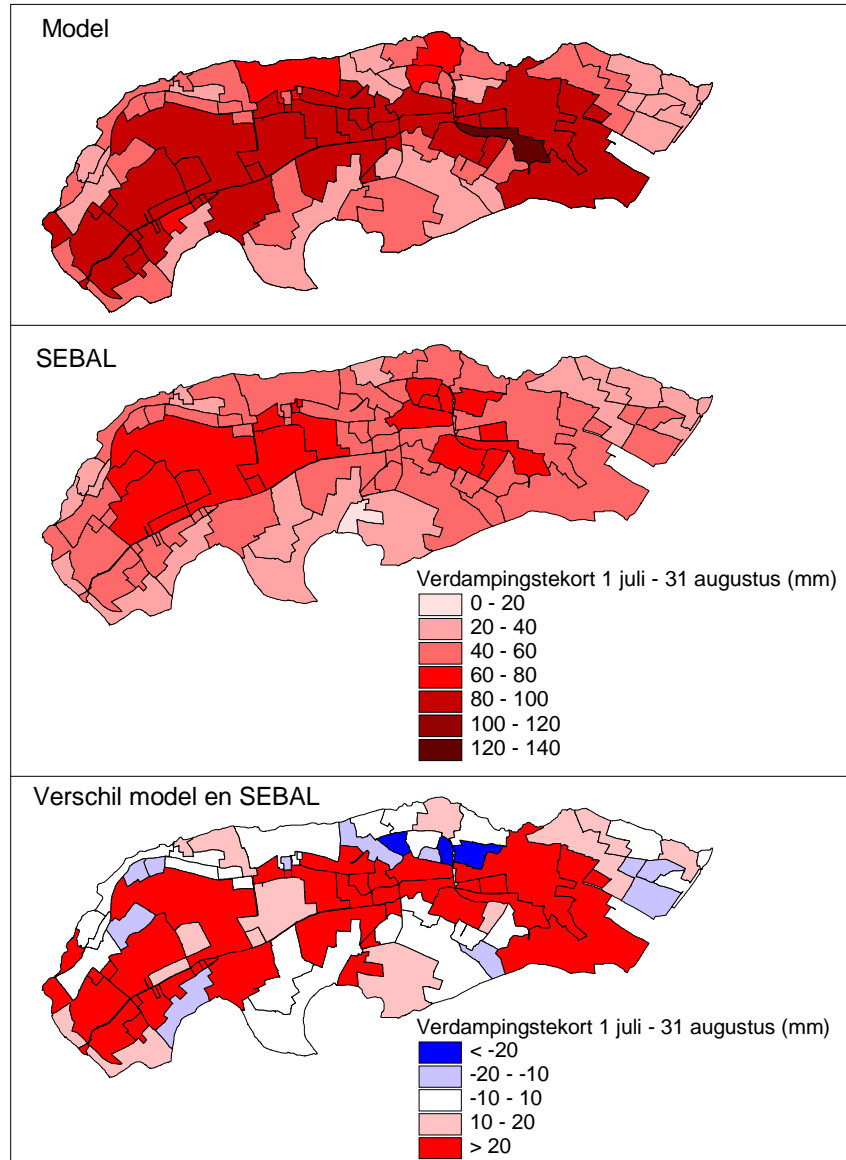 Model
SEBAL
Verdampingstekort 1 juli - 31 augustus (mm)
0 - 20
20 - 40
40 - 60
60 - 80
80 - 100
100 - 120
120 - 140
Verschil model en SEBAL
Verdampingstekort 1 juli - 31 augustus (mm)
< -20
-20 - -10
-10 - 10
10 - 20
> 20